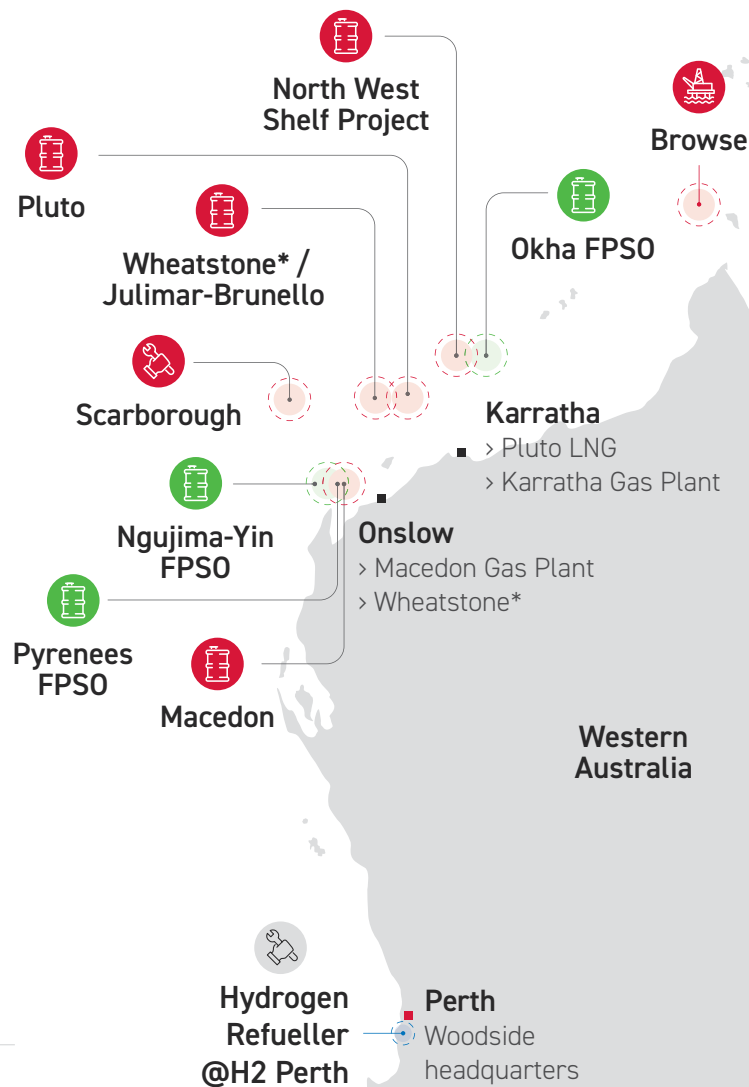 North West
Shelf Project
Browse
Pluto
Okha FPSO
Wheatstone* /
Julimar-Brunello
Scarborough
Karratha
> Pluto LNG
> Karratha Gas Plant
Ngujima-Yin
FPSO
Onslow
> Macedon Gas Plant
> Wheatstone*
Pyrenees
FPSO
Macedon
Western
Australia
Hydrogen
Refueller
@H2 Perth
Perth
Woodside
headquarters